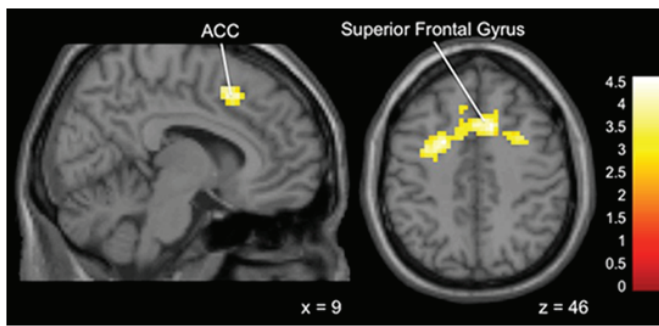 ACC
Superior Frontal Gyrus
4.5
4
3.5
3
2.5
2
1.5
1
0.5
0
x = 9
z = 46